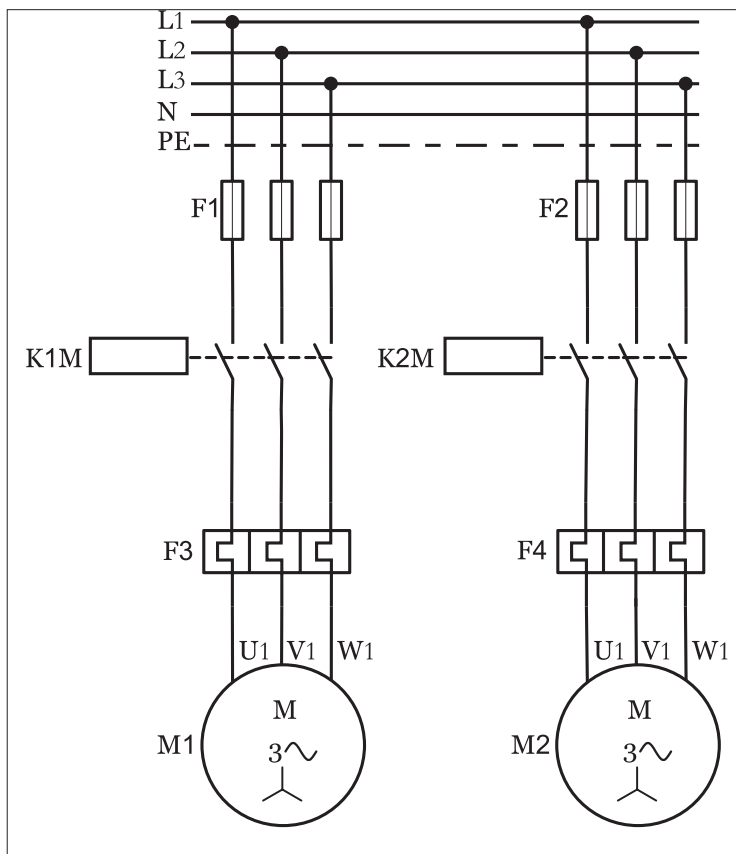 L1
L2
L3
N
PE
F1 F2
K1M K2M
F3 F4
U1 V1 W1 U1 V1 W1
M M
M1 3 M2 3